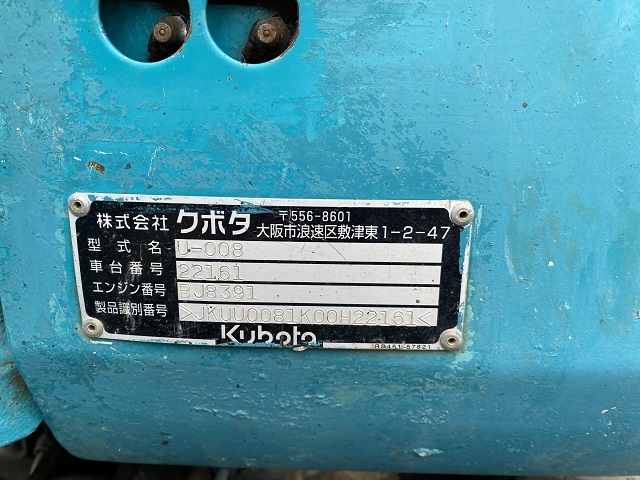 株式会社 クボタ 〒556-8601
大阪市浪速区敷津東1-2-47
型式名 U-008
車台番号 22161
エンジン番号 BJ8391
製品識別番号 >JKUU0081K00H22161<
Kubota
RB451-57821